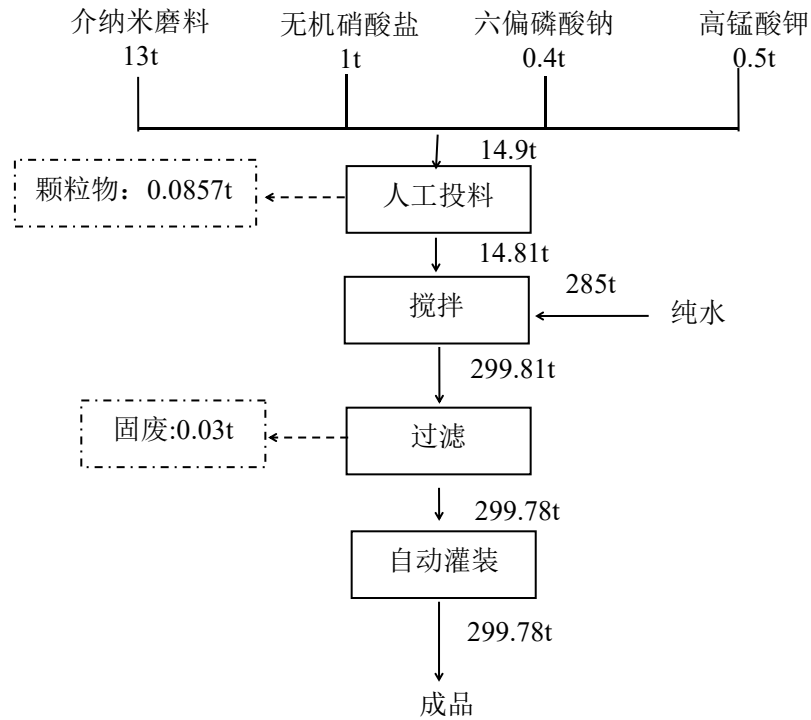 介纳米磨料 无机硝酸盐 六偏磷酸钠 高锰酸钾
13t 1t 0.4t 0.5t
14.9t
颗粒物：0.0857t
人工投料
14.81t
285t
搅拌
纯水
299.81t
固废:0.03t
过滤
299.78t
自动灌装
299.78t
成品